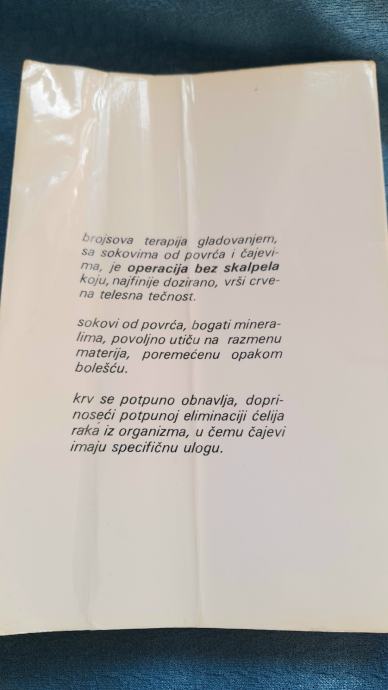 brojsova terapija gladovanjem,
sa sokovima od povrća i čajevi-
ma, je operacija bez skalpela
koju, najfinije dozirano, vrši crve-
na telesna tečnost.
sokovi od povrća, bogati minera-
lima, povoljno utiču na razmenu
materija, poremećenu opakom
bolešću.
krv se potpuno obnavlja, dopri-
noseći potpunoj eliminaciji ćelija
raka iz organizma, u čemu čajevi
imaju specifičnu ulogu.